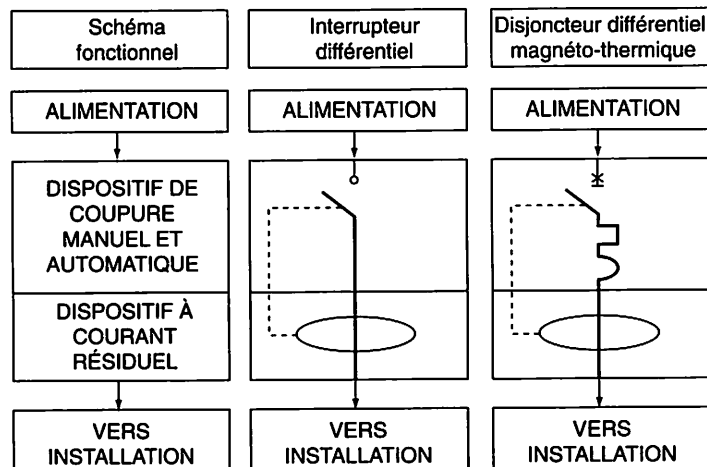 Schéma
fonctionnel
Interrupteur
différentiel
Disjoncteur différentiel
magnéto-thermique
ALIMENTATION
ALIMENTATION
ALIMENTATION
DISPOSITIF DE
COUPURE
MANUEL ET
AUTOMATIQUE
DISPOSITIF À
COURANT
RÉSIDUEL
VERS
INSTALLATION
VERS
INSTALLATION
VERS
INSTALLATION